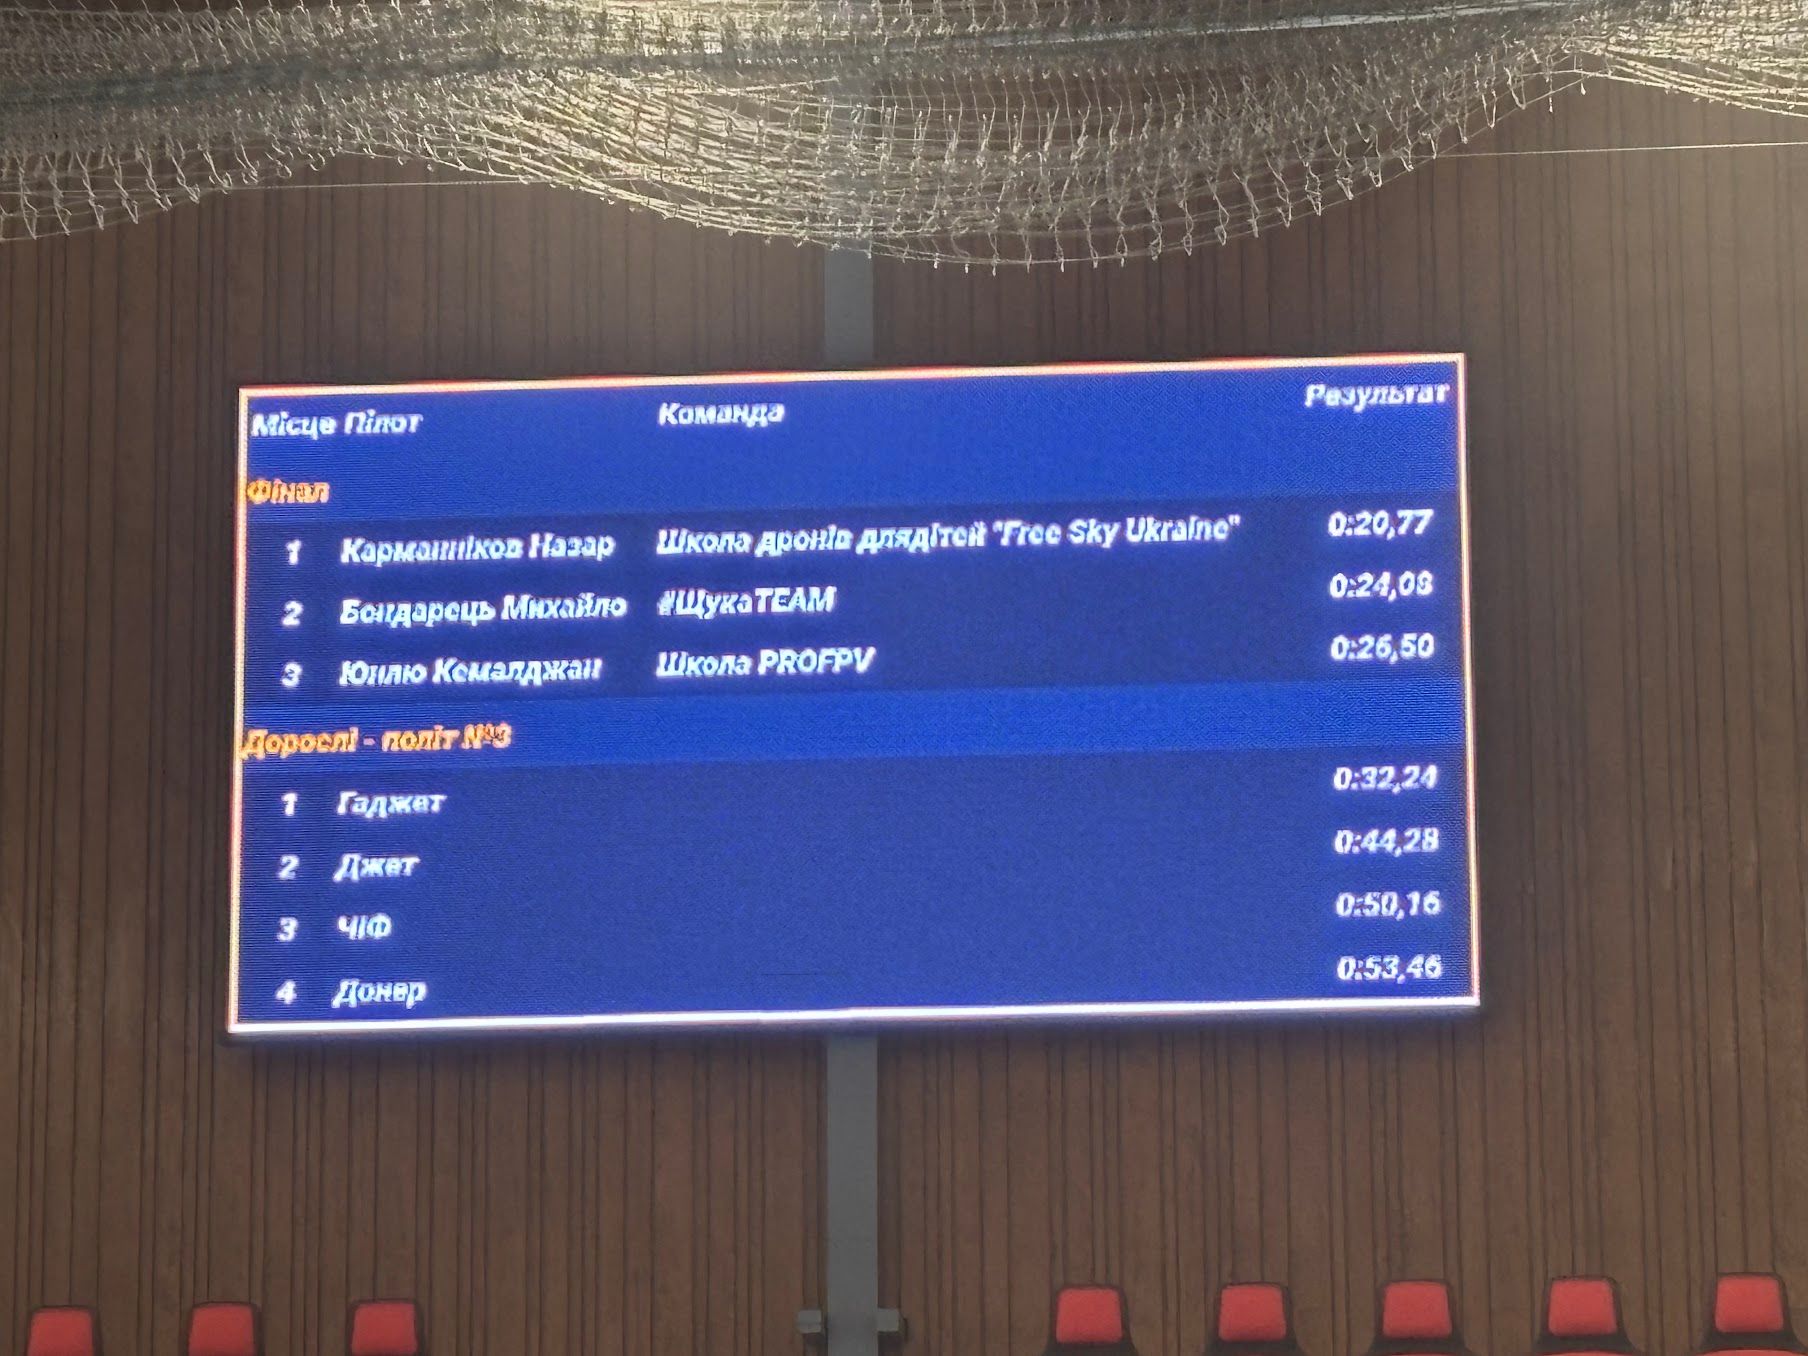 Місце Пілот Команда Результат
Фінал
1 Карманніков Назар Школа дронів длядітей "Free Sky Ukraine" 0:20,77
2 Бондарець Михайло #ЩукаTEAM 0:24,08
3 Кемалджан Школа PROFPV 0:26,50
Дорослі - політ №3
1 Гаджет 0:32,24
2 Джет 0:44,28
3 ЧІФ 0:50,16
4 Донер 0:53,46